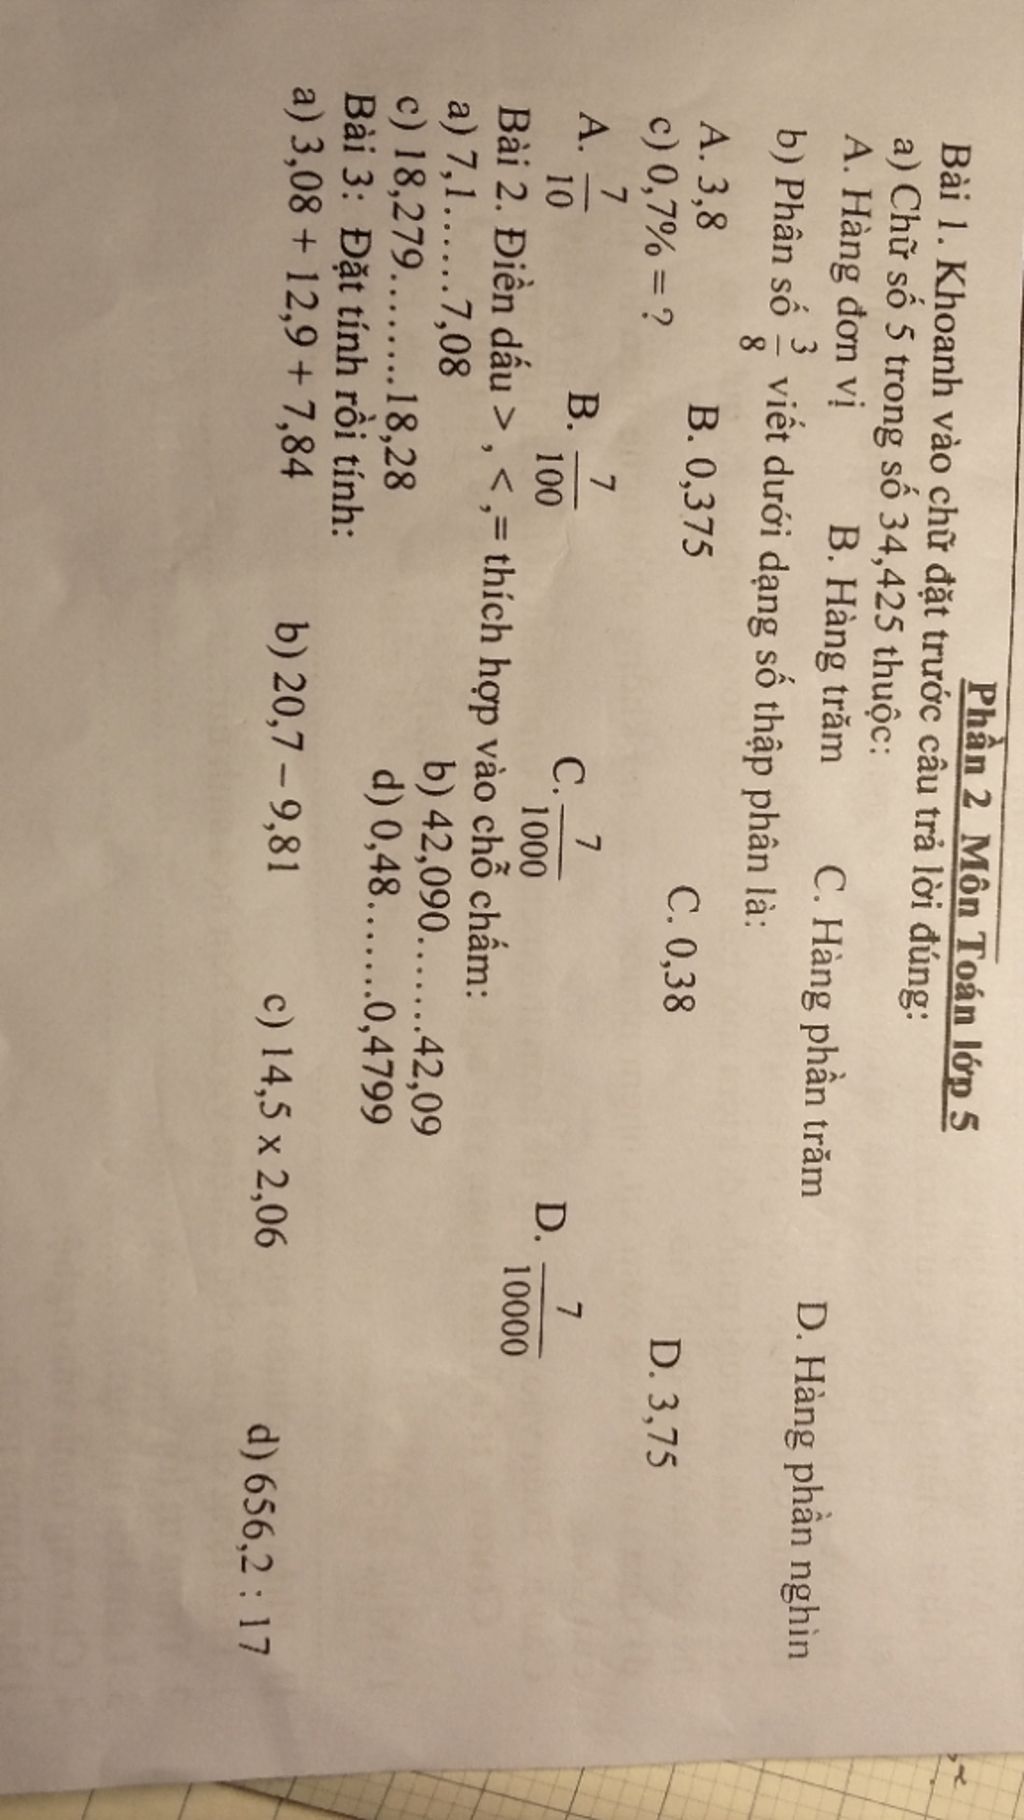 Phần 2 Môn Toán lớp 5
Bài 1. Khoanh vào chữ đặt trước câu trả lời đúng:
a) Chữ số 5 trong số 34,425 thuộc:
A. Hàng đơn vị B. Hàng trăm C. Hàng phần trăm D. Hàng phần nghìn
b) Phân số 3/8 viết dưới dạng số thập phân là:
A. 3,8 B. 0,375 C. 0,38 D. 3,75
c) 0,7% = ?
A. 7/10 B. 7/100 C. 7/1000 D. 7/10000
Bài 2. Điền dấu > , < ,= thích hợp vào chỗ chấm:
a) 7,1......7,08 b) 42,090.......42,09
c) 18,279........18,28 d) 0,48.......0,4799
Bài 3: Đặt tính rồi tính:
a) 3,08 + 12,9 + 7,84 b) 20,7 – 9,81 c) 14,5 x 2,06 d) 656,2 : 17